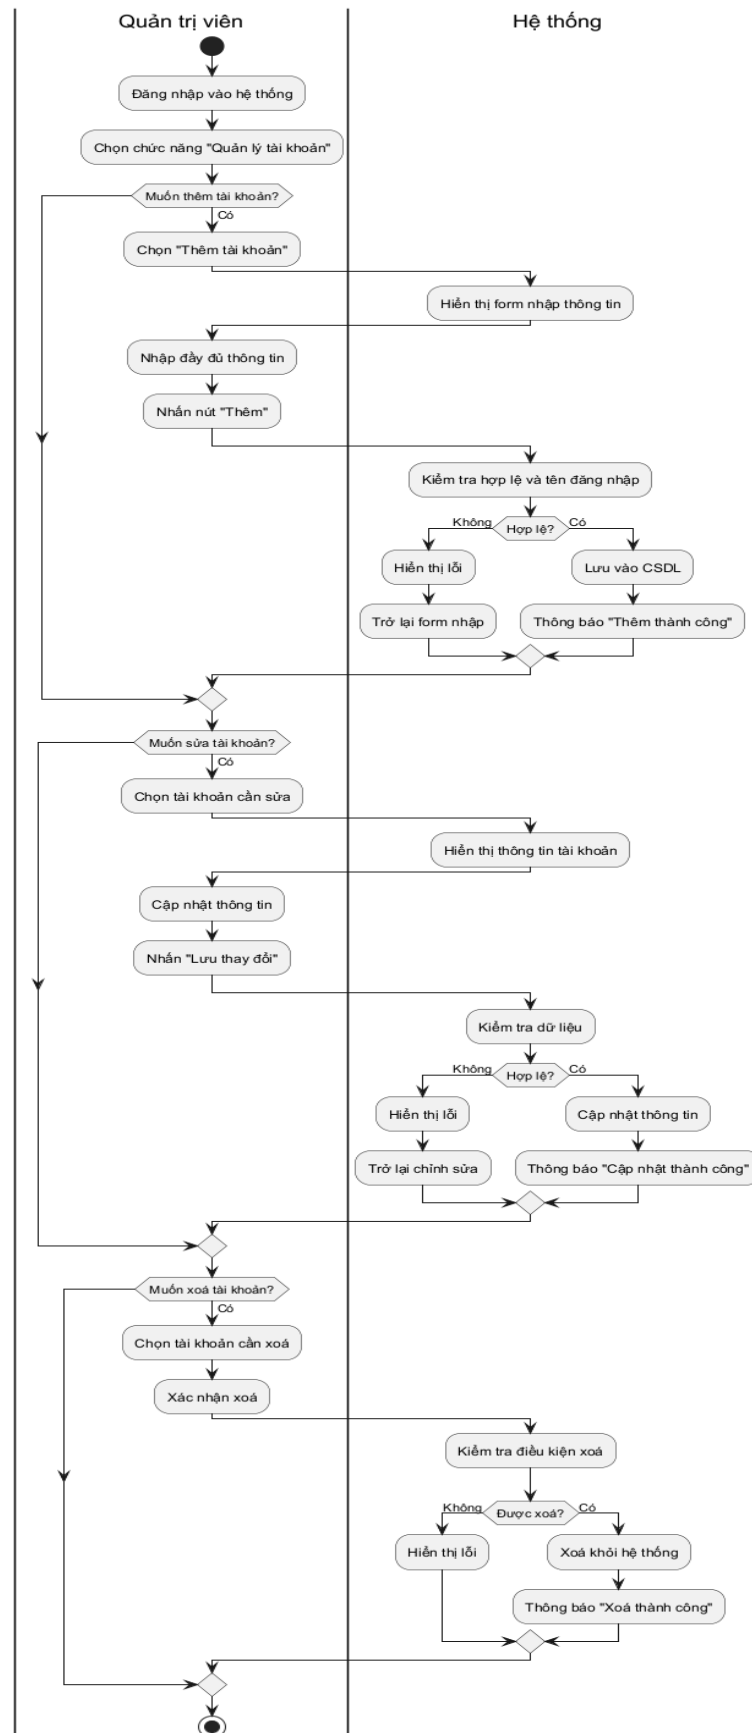 Quản trị viên
Hệ thống
Đăng nhập vào hệ thống
Chọn chức năng "Quản lý tài khoản"
Muốn thêm tài khoản?
Có
Chọn "Thêm tài khoản"
Hiển thị form nhập thông tin
Nhập đầy đủ thông tin
Nhấn nút "Thêm"
Kiểm tra hợp lệ và tên đăng nhập
Không
Hợp lệ?
Có
Hiển thị lỗi
Lưu vào CSDL
Trở lại form nhập
Thông báo "Thêm thành công"
Muốn sửa tài khoản?
Có
Chọn tài khoản cần sửa
Hiển thị thông tin tài khoản
Cập nhật thông tin
Nhấn "Lưu thay đổi"
Kiểm tra dữ liệu
Không
Hợp lệ?
Có
Hiển thị lỗi
Cập nhật thông tin
Trở lại chỉnh sửa
Thông báo "Cập nhật thành công"
Muốn xoá tài khoản?
Có
Chọn tài khoản cần xoá
Xác nhận xoá
Kiểm tra điều kiện xoá
Không
Được xoá?
Có
Hiển thị lỗi
Xoá khỏi hệ thống
Thông báo "Xoá thành công"